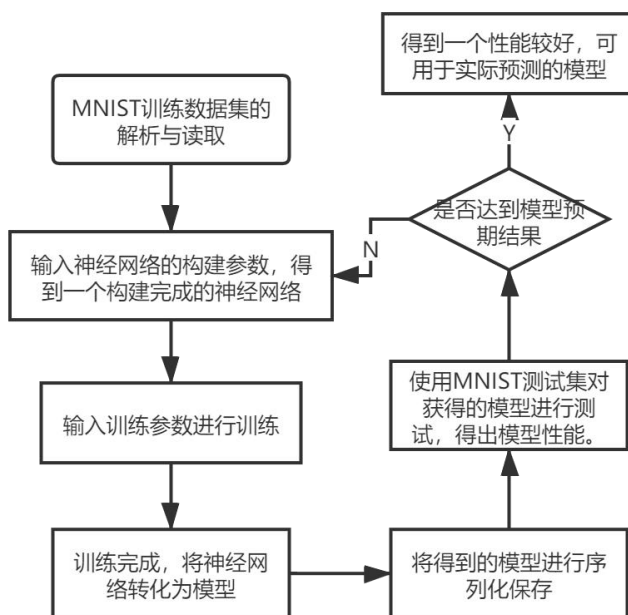 MNIST训练数据集的
解析与读取
输入神经网络的构建参数，得
到一个构建完成的神经网络
输入训练参数进行训练
训练完成，将神经网
络转化为模型
将得到的模型进行序
列化保存
使用MNIST测试集对
获得的模型进行测
试，得出模型性能。
是否达到模型预
期结果
N
Y
得到一个性能较好，可
用于实际预测的模型